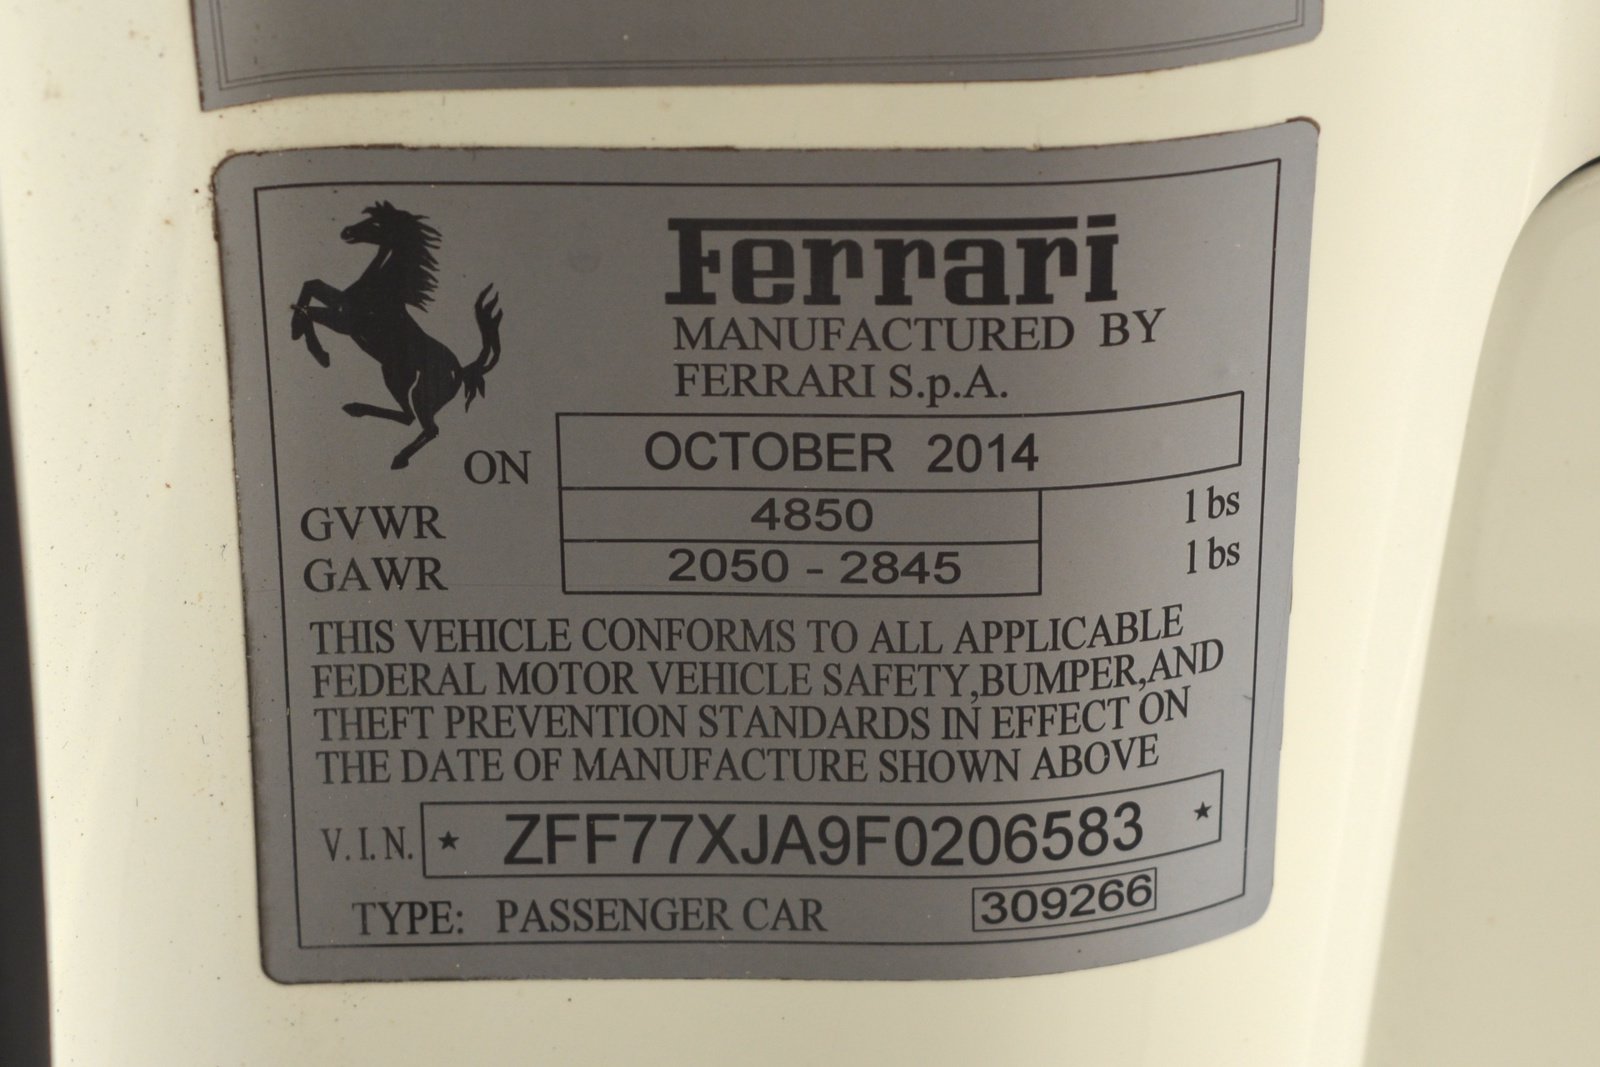 Ferrari
MANUFACTURED BY
FERRARI S.p.A.
ON OCTOBER 2014
GVWR 4850 lbs
GAWR 2050 - 2845 lbs
THIS VEHICLE CONFORMS TO ALL APPLICABLE
FEDERAL MOTOR VEHICLE SAFETY,BUMPER,AND
THEFT PREVENTION STANDARDS IN EFFECT ON
THE DATE OF MANUFACTURE SHOWN ABOVE
V.I.N. ★ ZFF77XJA9F0206583 ★
TYPE: PASSENGER CAR 309266